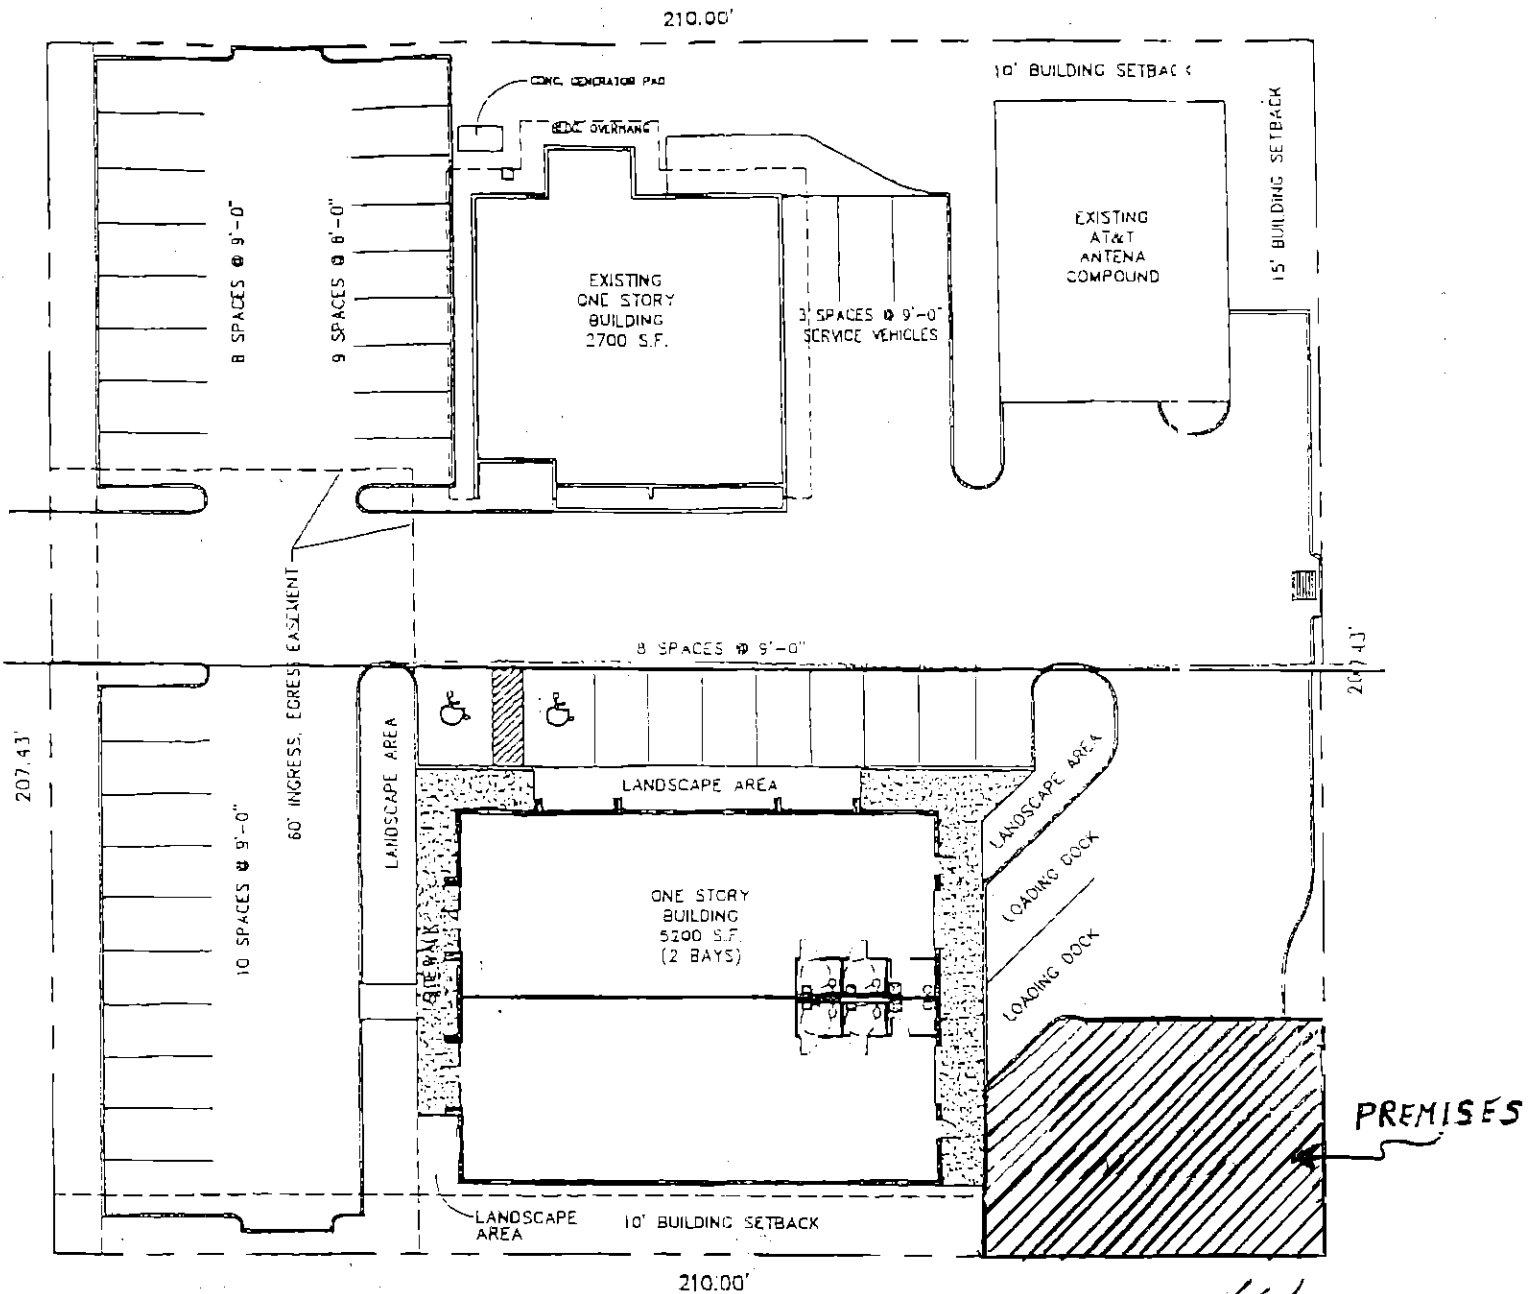 210.00'
CONC. GENERATOR PAD
BLDG. OVERHANG
10' BUILDING SETBACK
15' BUILDING SETBACK
8 SPACES @ 9'-0"
9 SPACES @ 8'-0"
EXISTING
ONE STORY
BUILDING
2700 S.F.
3 SPACES @ 9'-0"
SERVICE VEHICLES
EXISTING
AT&T
ANTENA
COMPOUND
60' INGRESS, EGRESS EASEMENT
8 SPACES @ 9'-0"
207.43'
207.43'
LANDSCAPE AREA
LANDSCAPE AREA
LANDSCAPE AREA
10 SPACES @ 9'-0"
SIDEWALK
ONE STORY
BUILDING
5200 S.F.
(2 BAYS)
LOADING DOCK
LOADING DOCK
PREMISES
LANDSCAPE
AREA
10' BUILDING SETBACK
210.00'